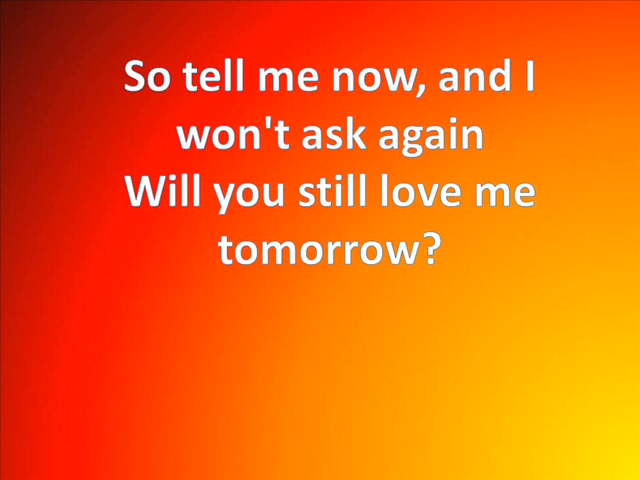 So tell me now, and I
won't ask again
Will you still love me
tomorrow?